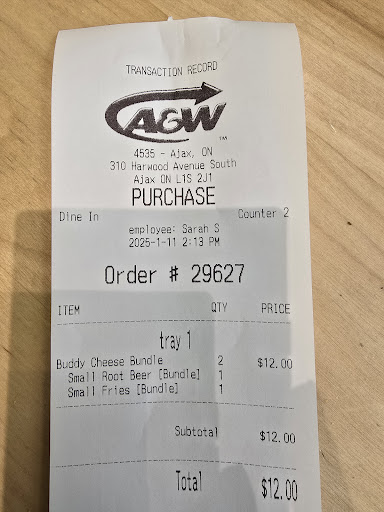 TRANSACTION RECORD
A&W™
4535 - Ajax, ON
310 Harwood Avenue South
Ajax ON L1S 2J1
PURCHASE
Dine In Counter 2
employee: Sarah S
2025-1-11 2:13 PM
Order # 29627
ITEM QTY PRICE
tray 1
Buddy Cheese Bundle 2 $12.00
Small Root Beer [Bundle] 1
Small Fries [Bundle] 1
Subtotal $12.00
Total $12.00